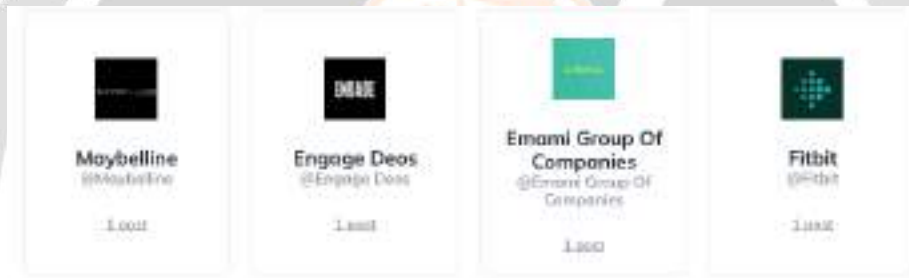 Maybelline
@Maybelline
1 post
ENGAGE
Engage Deos
@Engage Deos
1 post
Emami Group Of
Companies
@Emami Group Of
Companies
1 post
Fitbit
@Fitbit
1 post